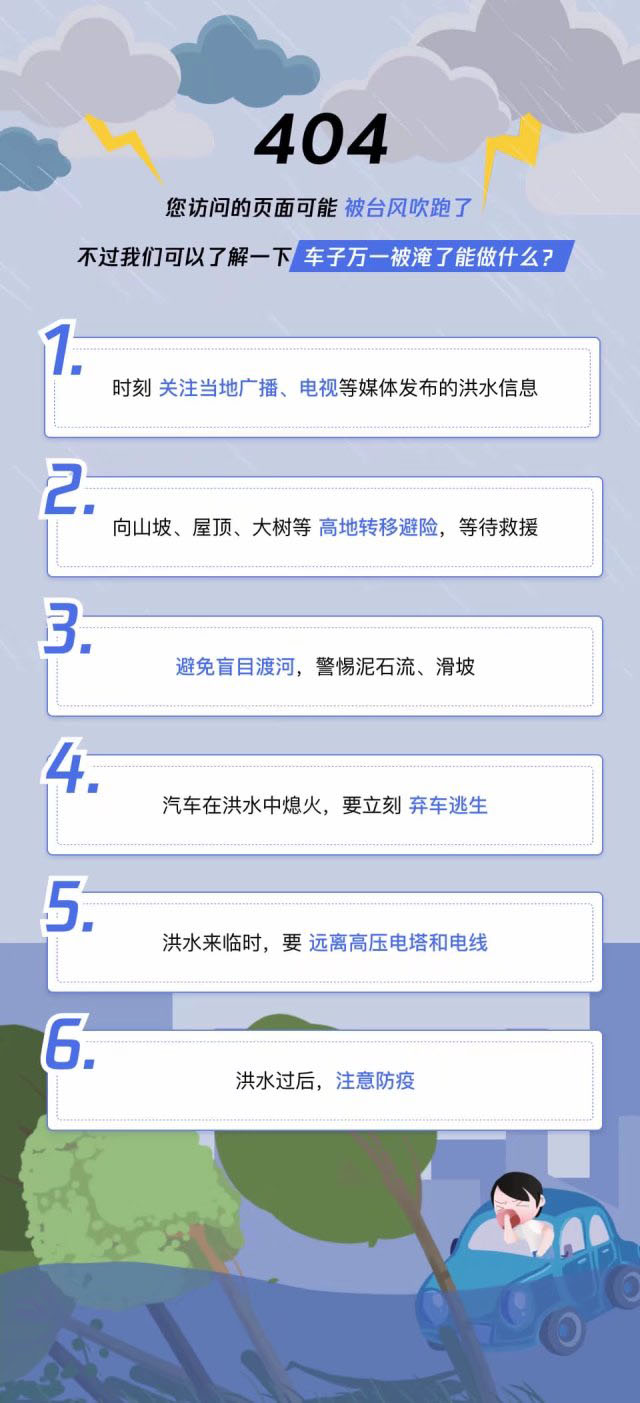 404
您访问的页面可能 被台风吹跑了
不过我们可以了解一下 车子万一被淹了能做什么？
1.
时刻 关注当地广播、电视等媒体发布的洪水信息
2.
向山坡、屋顶、大树等 高地转移避险，等待救援
3.
避免盲目渡河，警惕泥石流、滑坡
4.
汽车在洪水中熄火，要立刻 弃车逃生
5.
洪水来临时，要 远离高压电塔和电线
6.
洪水过后，注意防疫